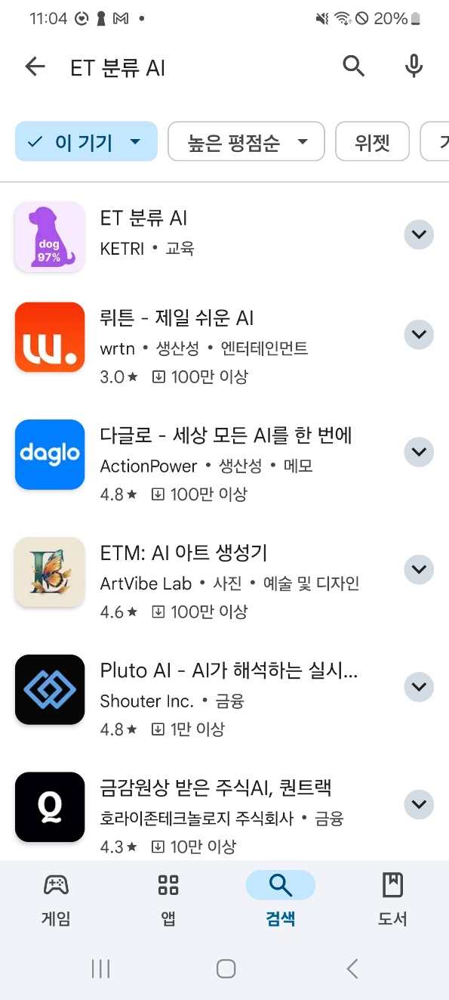 11:04 20%
ET 분류 AI
이 기기 높은 평점순 위젯
ET 분류 AI
KETRI • 교육
dog
97%
뤼튼 - 제일 쉬운 AI
wrtn • 생산성 • 엔터테인먼트
3.0★ 100만 이상
w.
다글로 - 세상 모든 AI를 한 번에
ActionPower • 생산성 • 메모
4.8★ 100만 이상
daglo
ETM: AI 아트 생성기
ArtVibe Lab • 사진 • 예술 및 디자인
4.6★ 100만 이상
Pluto AI - AI가 해석하는 실시...
Shouter Inc. • 금융
4.8★ 1만 이상
금감원상 받은 주식AI, 퀀트랙
호라이존테크놀로지 주식회사 • 금융
4.3★ 10만 이상
Q
게임 앱 검색 도서